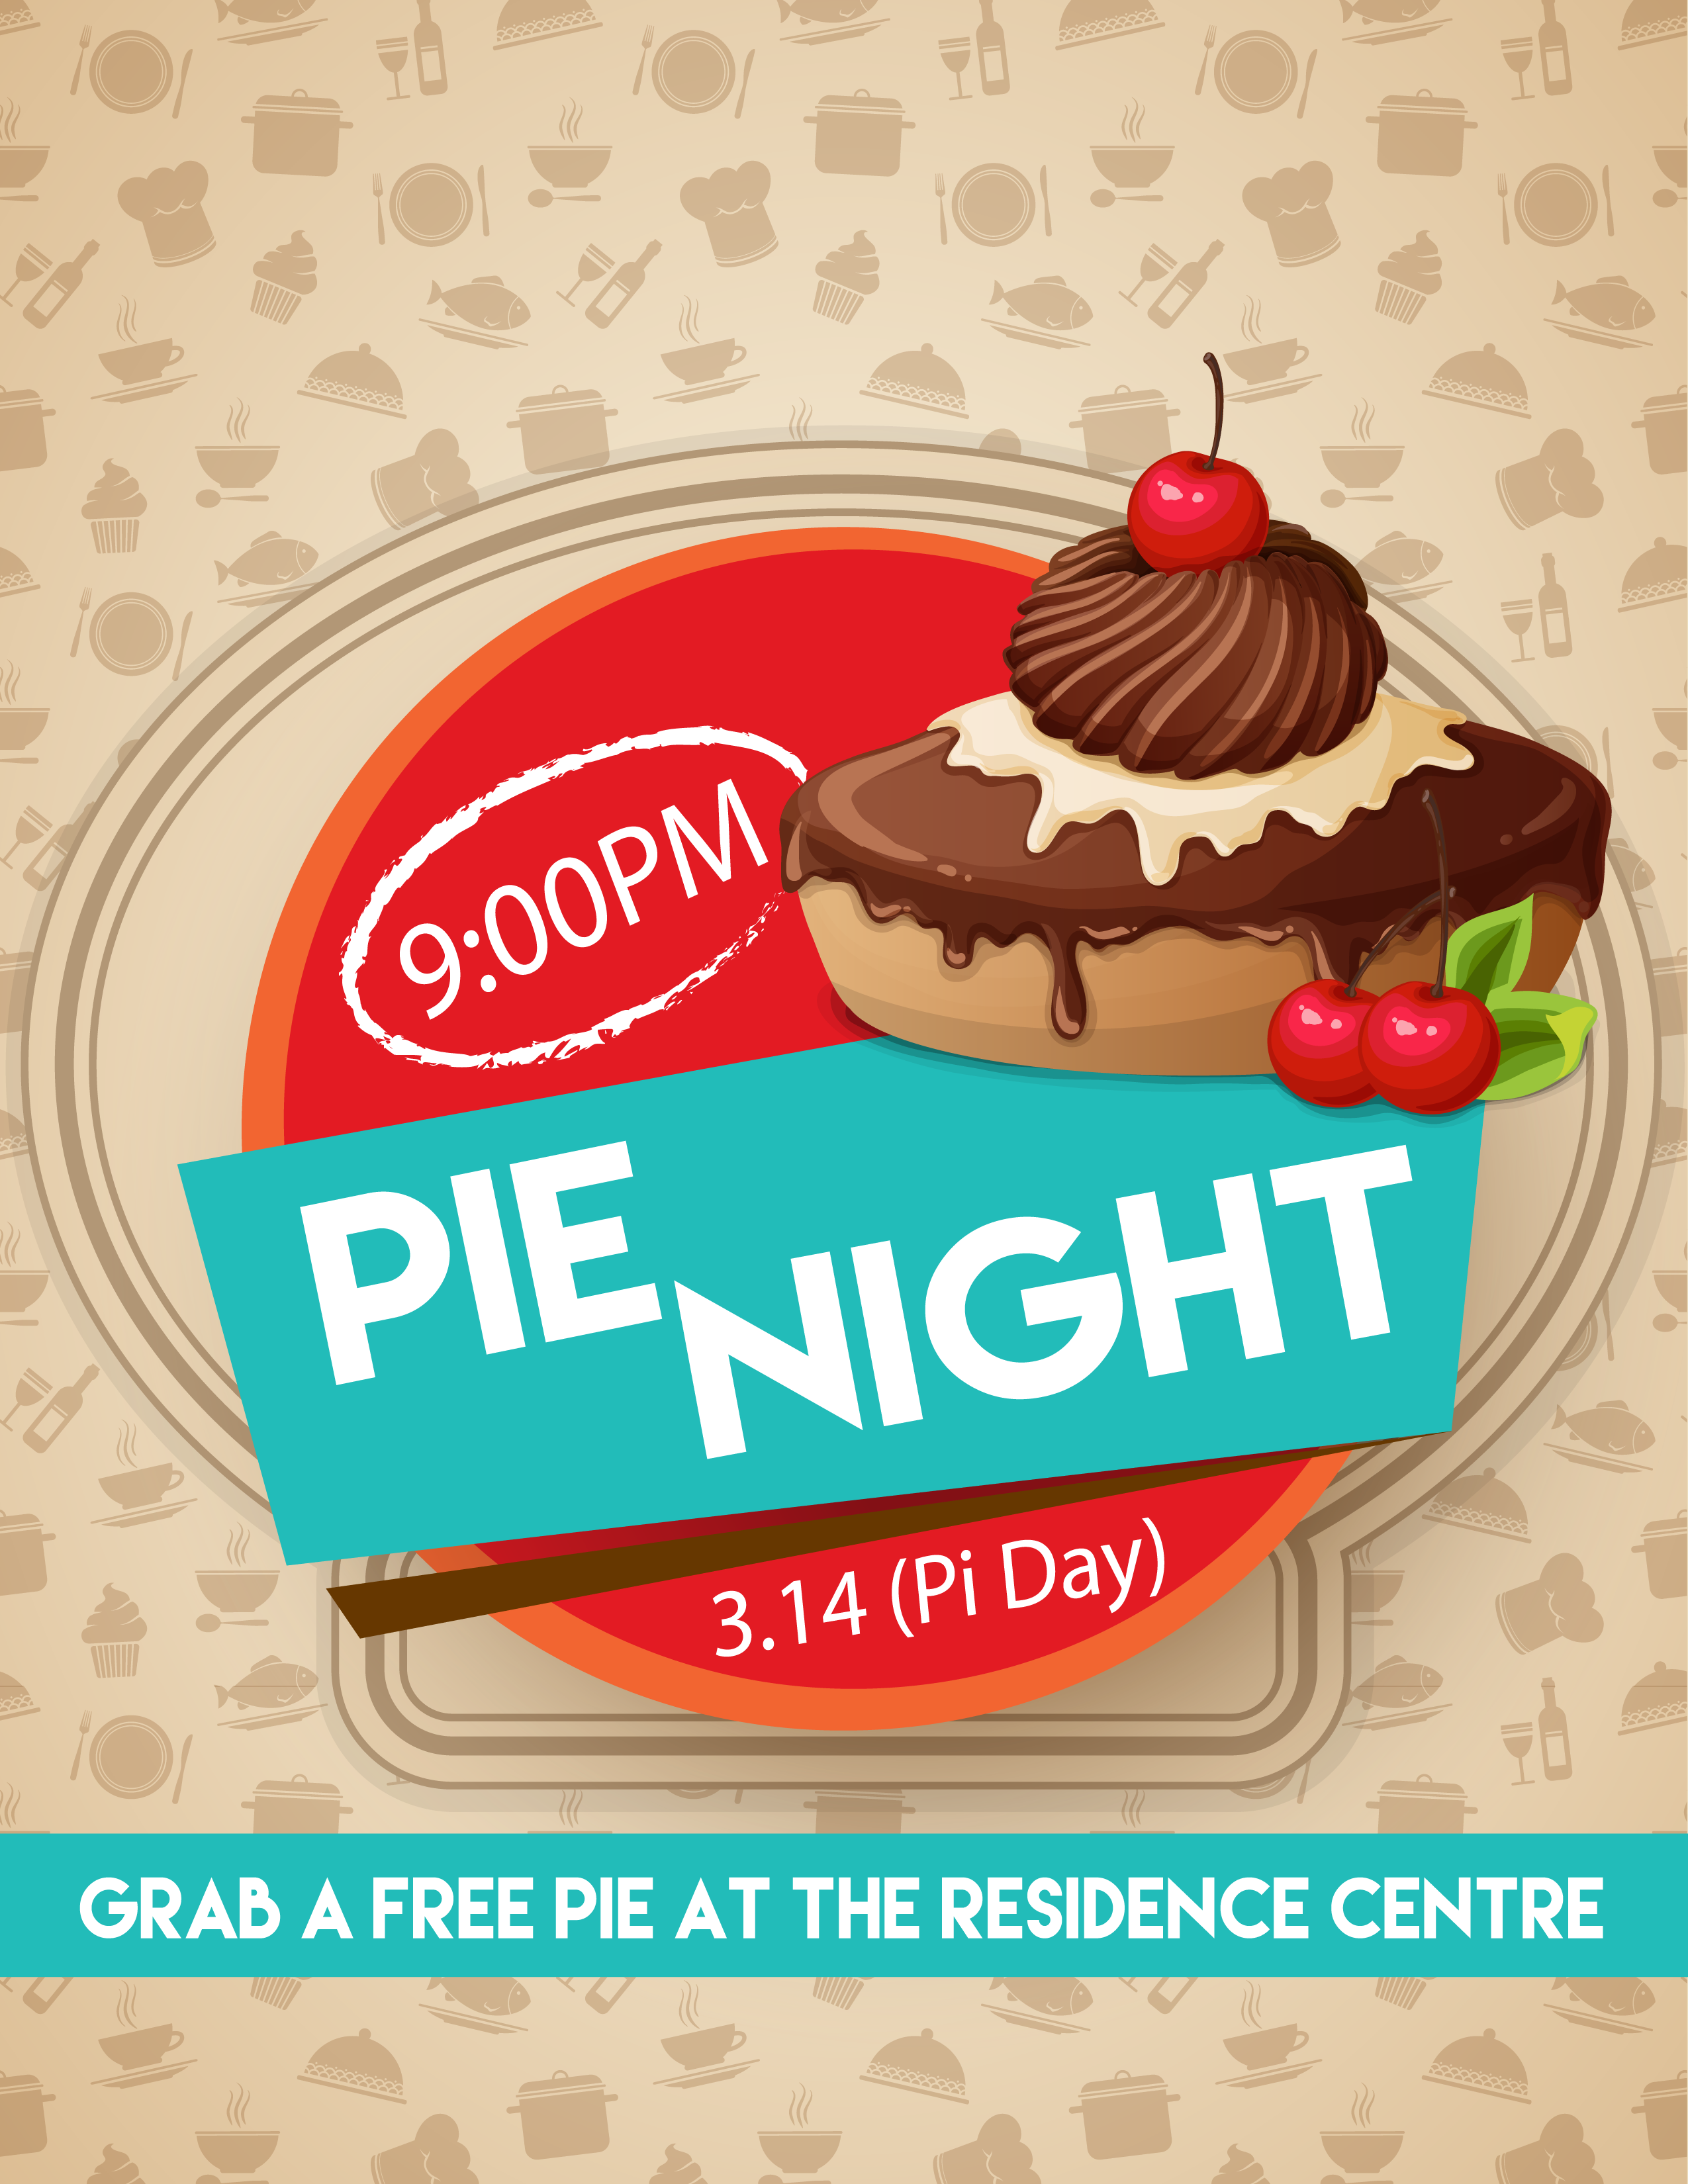 9:00PM
PIE NIGHT
3.14 (Pi Day)
GRAB A FREE PIE AT THE RESIDENCE CENTRE